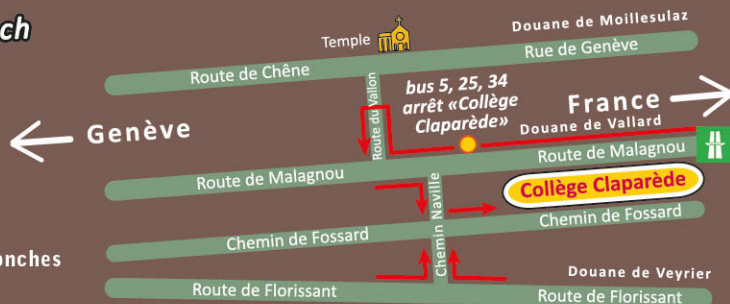 ch
Douane de Moillesulaz
Temple
Rue de Genève
Route de Chêne
Route du Vallon
bus 5, 25, 34
arrêt «Collège
Claparède»
France
Genève
Douane de Vallard
Route de Malagnou
Route de Malagnou
Collège Claparède
Chemin Naville
Chemin de Fossard
Chemin de Fossard
onches
Douane de Veyrier
Route de Florissant
Route de Florissant